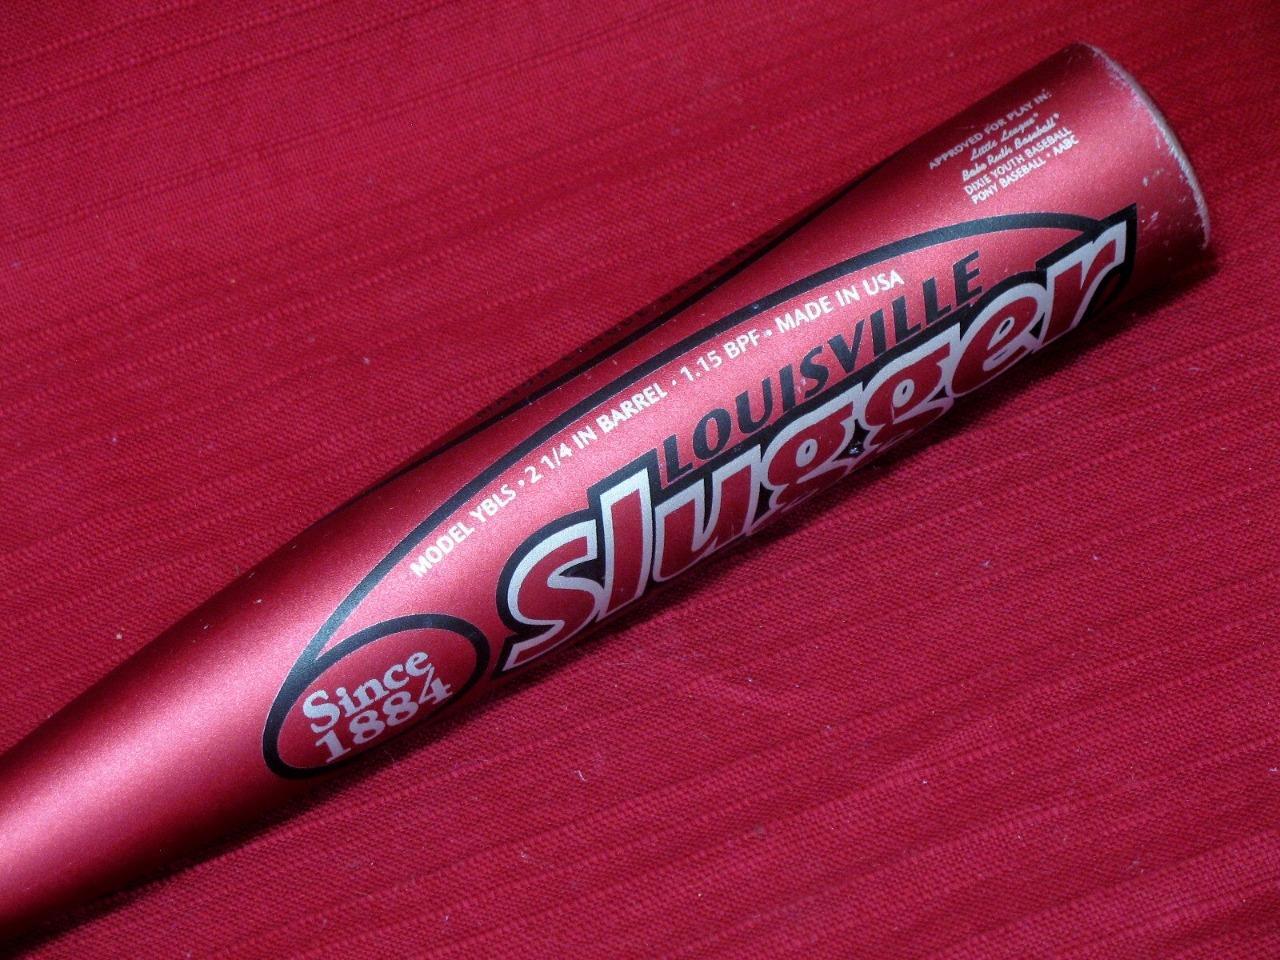 APPROVED FOR PLAY IN:
Little League®
Babe Ruth Baseball®
DIXIE YOUTH BASEBALL
PONY BASEBALL • AABC
MODEL YBLS • 2 1/4 IN BARREL • 1.15 BPF • MADE IN USA
LOUISVILLE
slugger
Since
1884